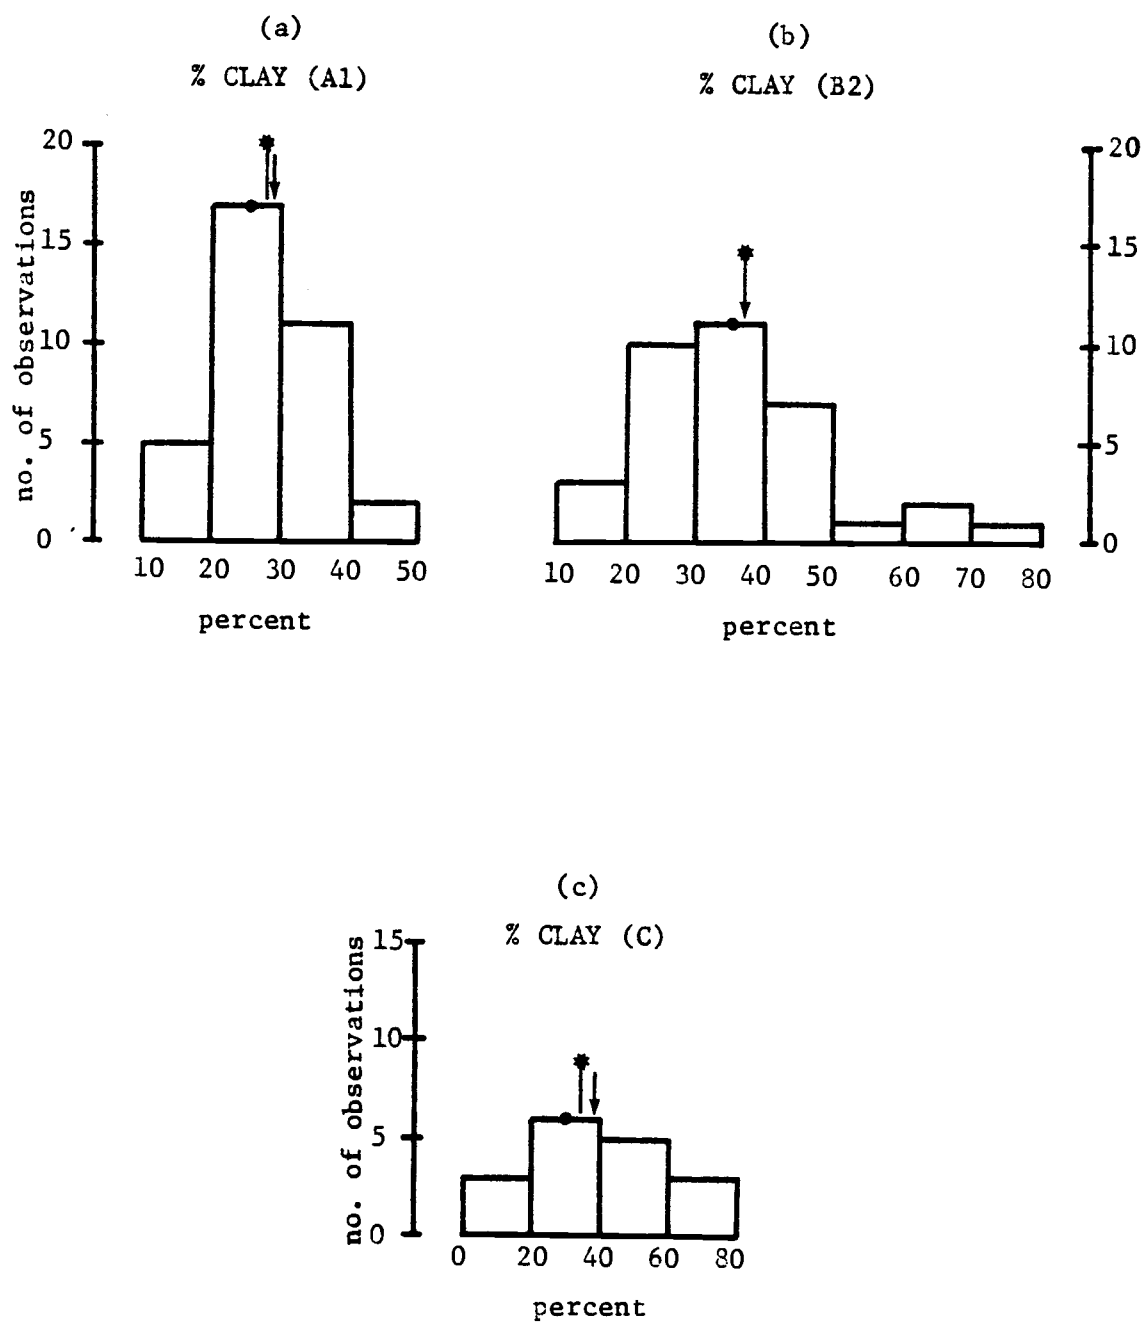 (a)
% CLAY (A1)
20
15
10
5
0
no. of observations
10 20 30 40 50
percent
(b)
% CLAY (B2)
20
15
10
5
0
10 20 30 40 50 60 70 80
percent
(c)
% CLAY (C)
15
10
5
0
no. of observations
0 20 40 60 80
percent